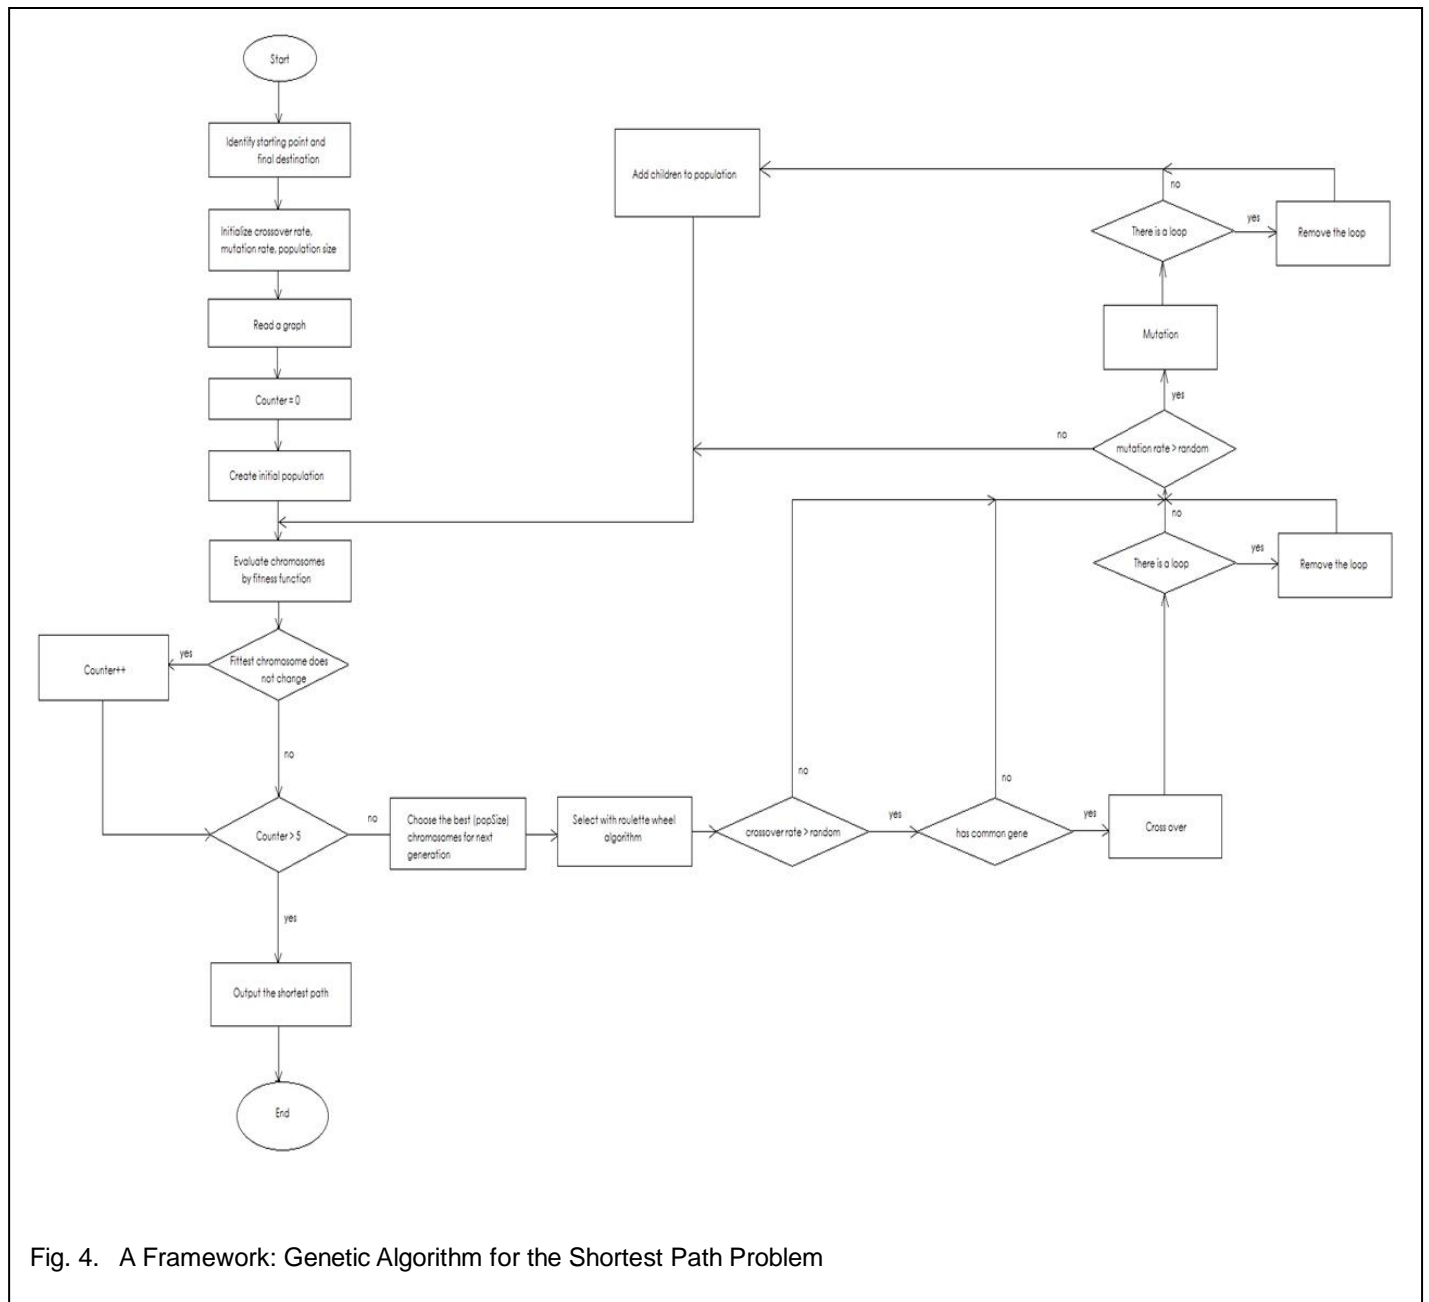 Start
Identify starting point and
final destination
Initialize crossover rate,
mutation rate, population size
Read a graph
Counter = 0
Create initial population
Evaluate chromosomes
by fitness function
Fittest chromosome does
not change
yes
Counter++
no
Counter > 5
yes
Output the shortest path
End
no
Choose the best (popSize)
chromosomes for next
generation
Select with roulette wheel
algorithm
crossover rate > random
no
yes
has common gene
no
yes
Cross over
There is a loop
yes
Remove the loop
no
mutation rate > random
no
yes
Mutation
There is a loop
yes
Remove the loop
no
Add children to population
Fig. 4. A Framework: Genetic Algorithm for the Shortest Path Problem